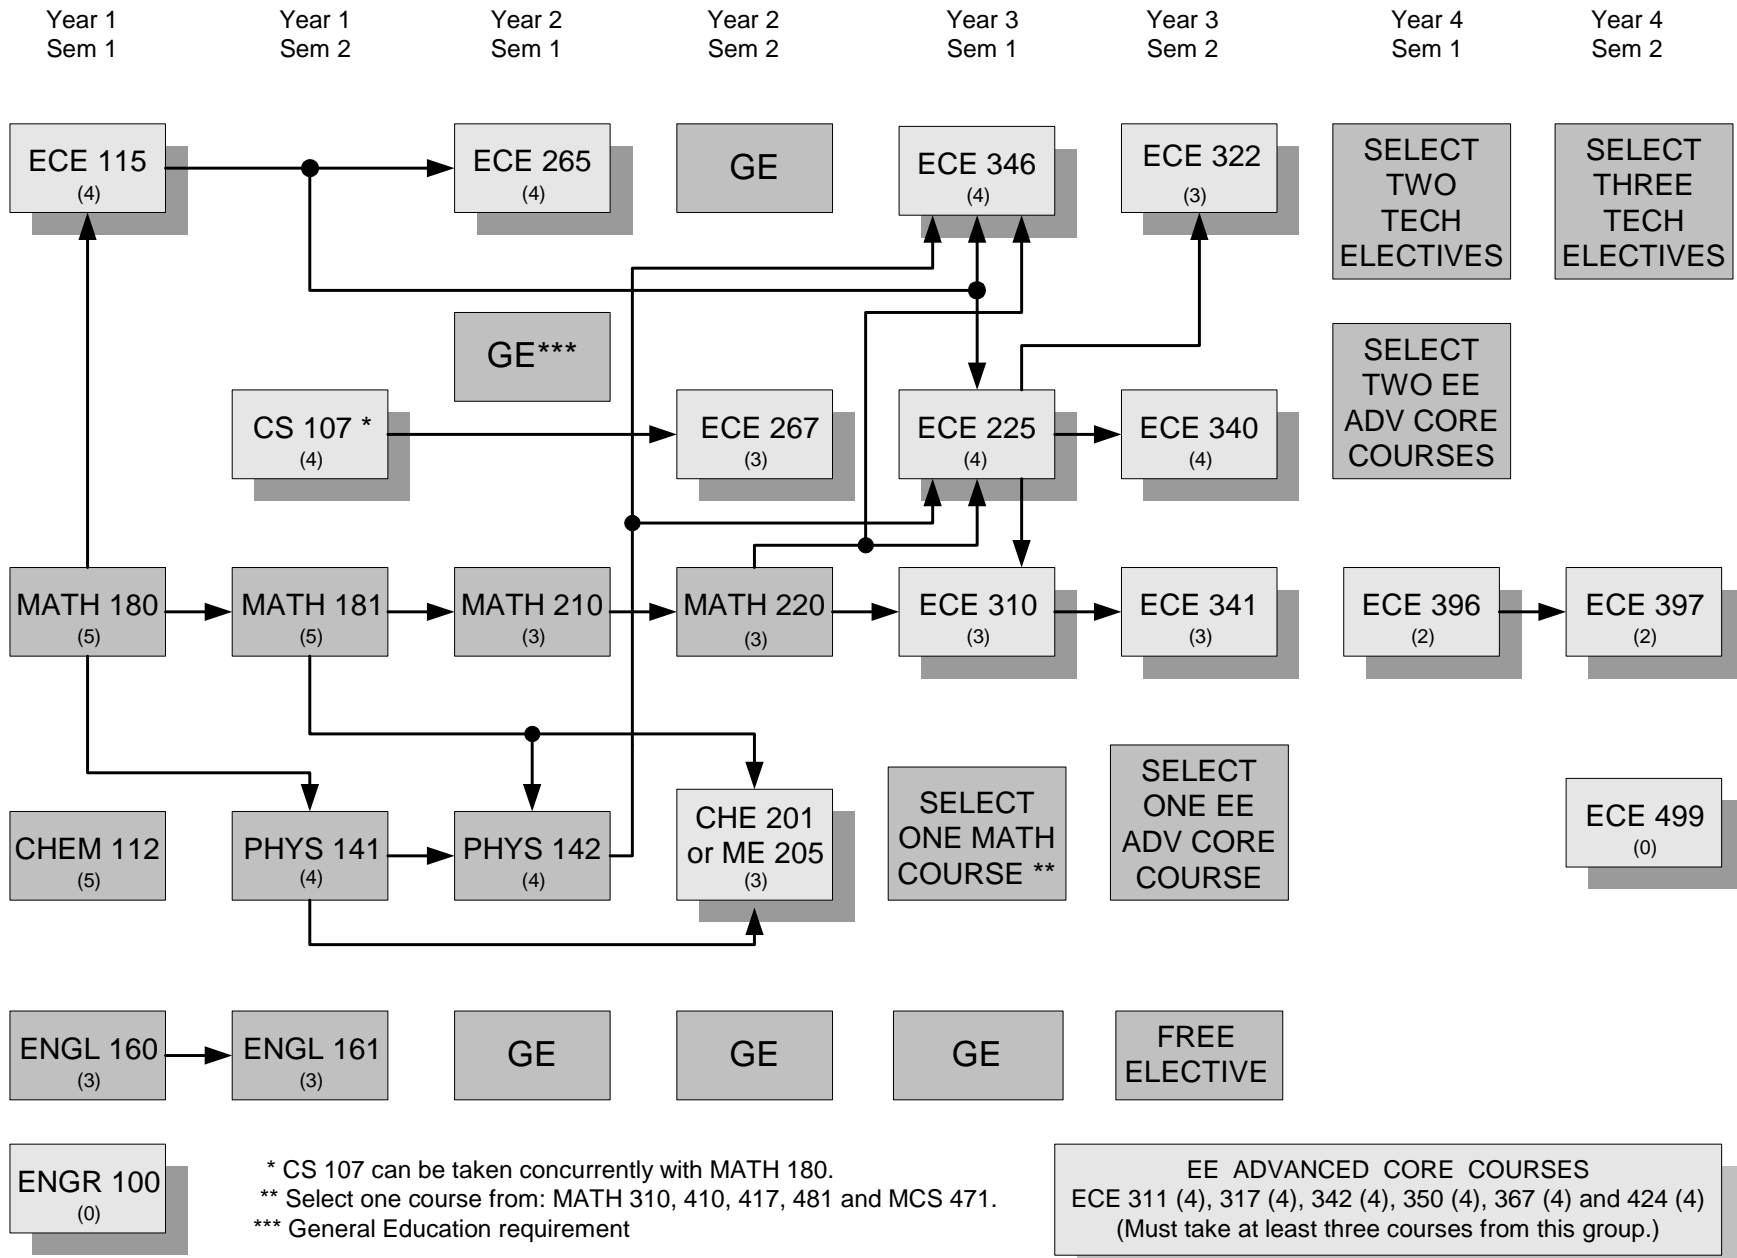 Year 1
Sem 1
Year 1
Sem 2
Year 2
Sem 1
Year 2
Sem 2
Year 3
Sem 1
Year 3
Sem 2
Year 4
Sem 1
Year 4
Sem 2
ECE 115
(4)
ECE 265
(4)
GE
ECE 346
(4)
ECE 322
(3)
SELECT
TWO
TECH
ELECTIVES
SELECT
THREE
TECH
ELECTIVES
GE***
SELECT
TWO EE
ADV CORE
COURSES
CS 107 *
(4)
ECE 267
(3)
ECE 225
(4)
ECE 340
(4)
MATH 180
(5)
MATH 181
(5)
MATH 210
(3)
MATH 220
(3)
ECE 310
(3)
ECE 341
(3)
ECE 396
(2)
ECE 397
(2)
CHEM 112
(5)
PHYS 141
(4)
PHYS 142
(4)
CHE 201
or ME 205
(3)
SELECT
ONE MATH
COURSE **
SELECT
ONE EE
ADV CORE
COURSE
ECE 499
(0)
ENGL 160
(3)
ENGL 161
(3)
GE
GE
GE
FREE
ELECTIVE
ENGR 100
(0)
* CS 107 can be taken concurrently with MATH 180.
** Select one course from: MATH 310, 410, 417, 481 and MCS 471.
*** General Education requirement
EE ADVANCED CORE COURSES
ECE 311 (4), 317 (4), 342 (4), 350 (4), 367 (4) and 424 (4)
(Must take at least three courses from this group.)